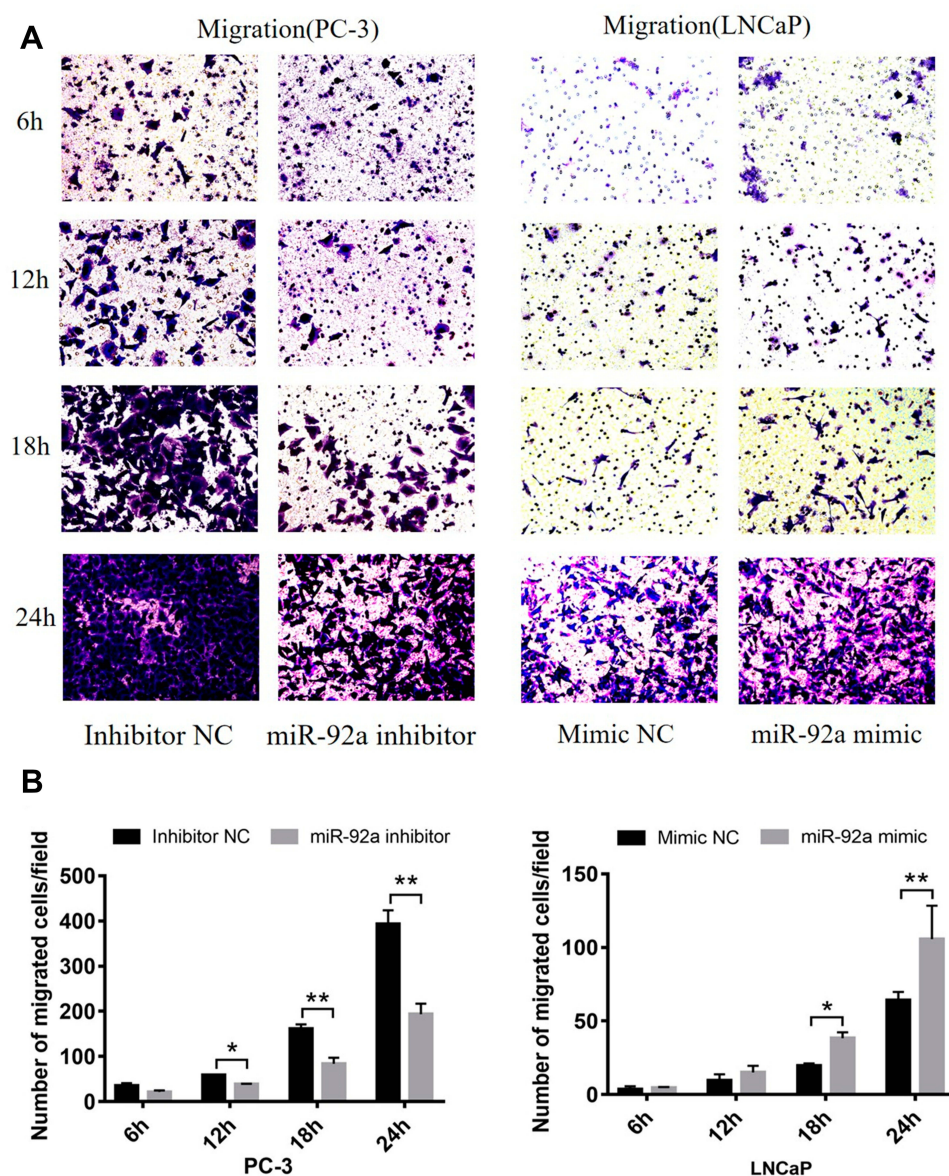 A
Migration(PC-3)
Migration(LNCaP)
6h
12h
18h
24h
Inhibitor NC
miR-92a inhibitor
Mimic NC
miR-92a mimic
B
Inhibitor NC
miR-92a inhibitor
Number of migrated cells/field
500
400
300
200
100
0
*
**
**
6h
12h
18h
24h
PC-3
Mimic NC
miR-92a mimic
Number of migrated cells/field
150
100
50
0
*
**
6h
12h
18h
24h
LNCaP